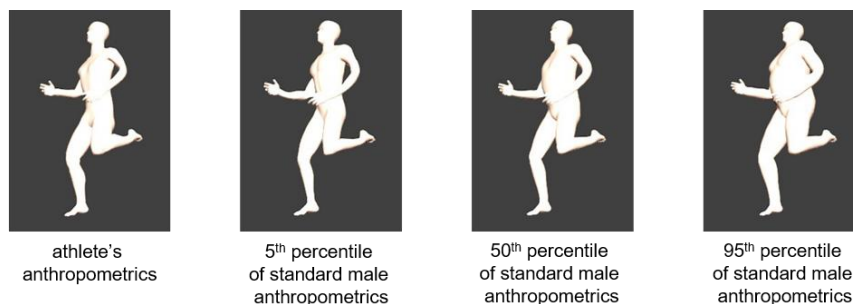 athlete's
anthropometrics
5th percentile
of standard male
anthropometrics
50th percentile
of standard male
anthropometrics
95th percentile
of standard male
anthropometrics